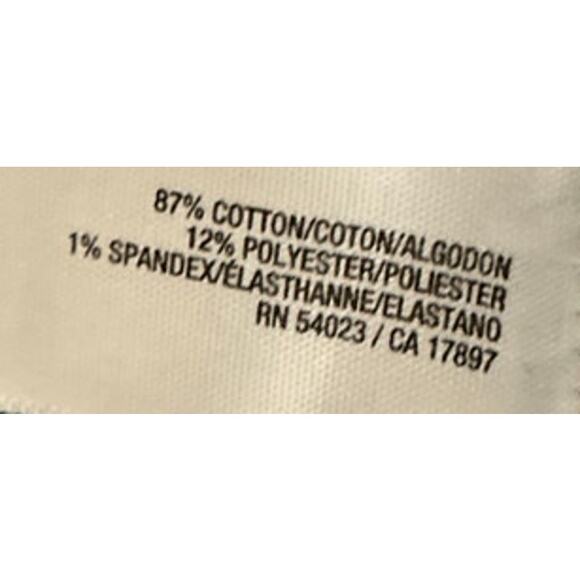 87% COTTON/COTON/ALGODON
12% POLYESTER/POLIESTER
1% SPANDEX/ÉLASTHANNE/ELASTANO
RN 54023 / CA 17897